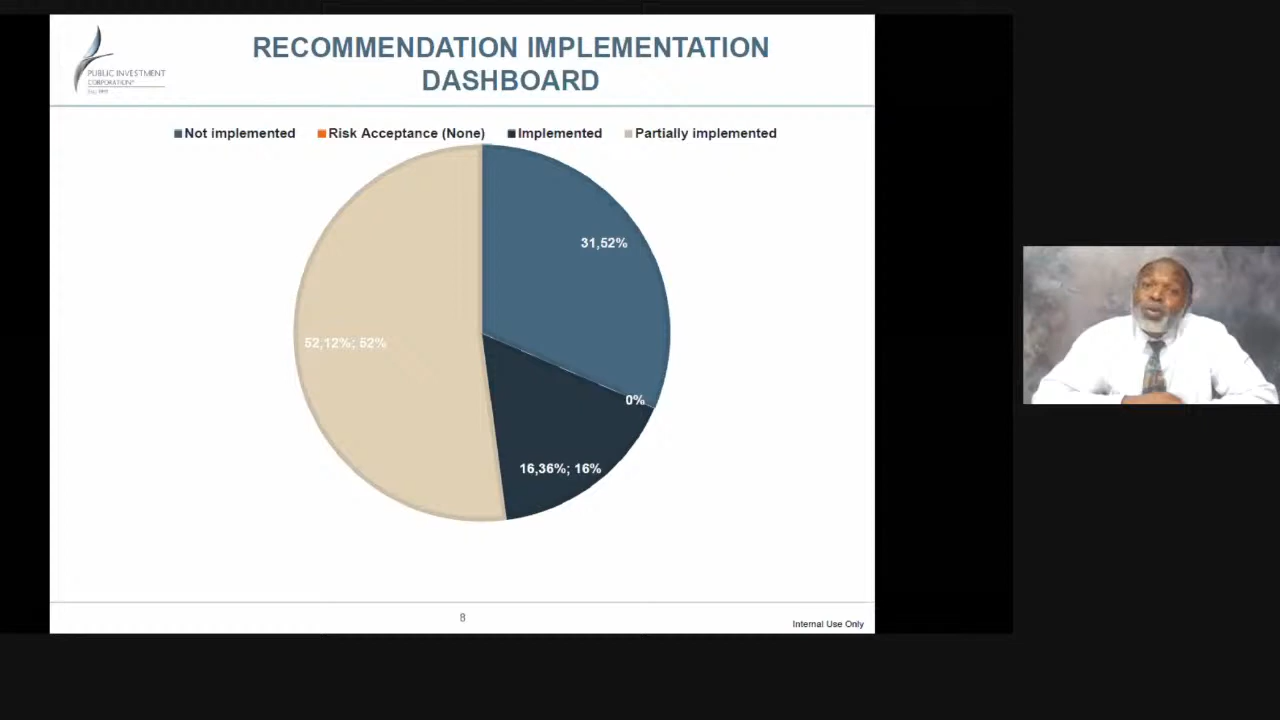 RECOMMENDATION IMPLEMENTATION
DASHBOARD
PUBLIC INVESTMENT
CORPORATION®
Not implemented Risk Acceptance (None) Implemented Partially implemented
31,52%
52,12%; 52%
0%
16,36%; 16%
8
Internal Use Only